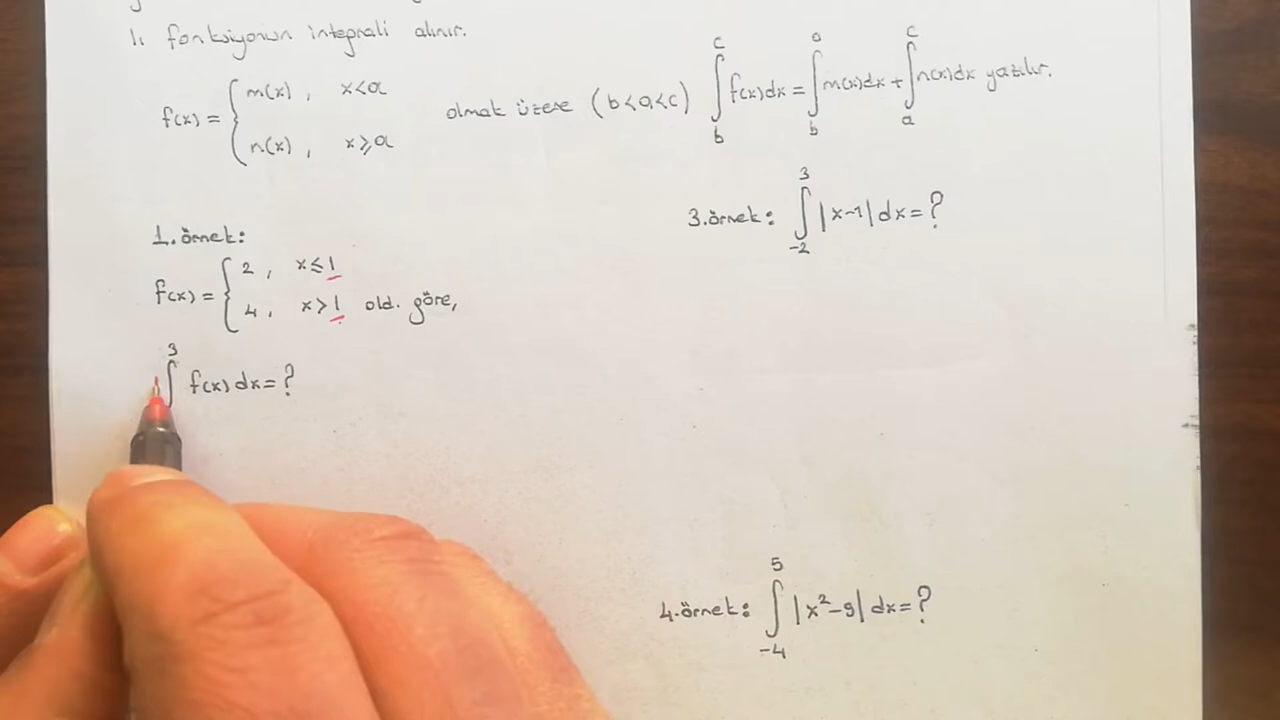 fonksiyonun integrali alınır.
f(x) = { m(x) , x<a
n(x) , x≥a
olmak üzere (b<a<c) ∫_b^c f(x)dx = ∫_b^a m(x)dx + ∫_a^c n(x)dx yazılır.
1. örnek:
f(x) = { 2 , x≤1
4 , x>1 old. göre,
∫^3 f(x) dx = ?
3. örnek: ∫_-2^3 |x-1| dx = ?
4. örnek: ∫_-4^5 |x²-9| dx = ?